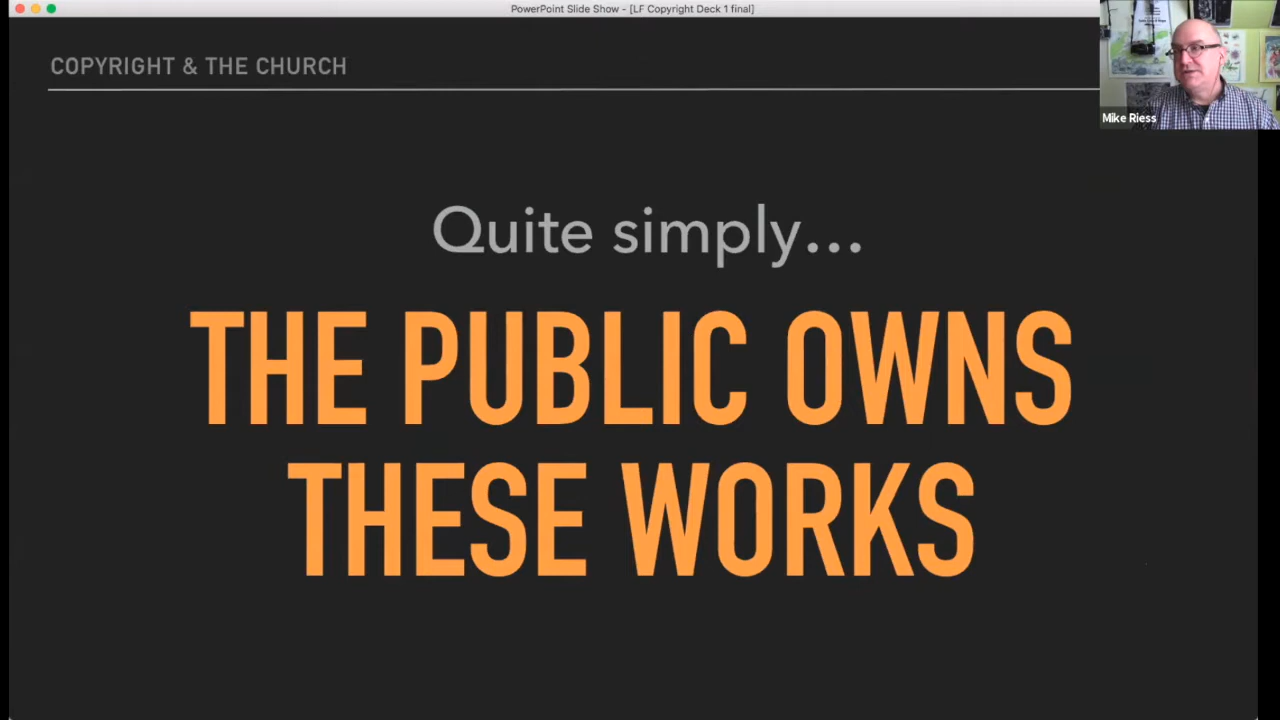 PowerPoint Slide Show - [LF Copyright Deck 1 final]
COPYRIGHT & THE CHURCH
Mike Riess
Quite simply...
THE PUBLIC OWNS
THESE WORKS